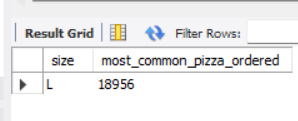 Result Grid Filter Rows:
size most_common_pizza_ordered
L 18956